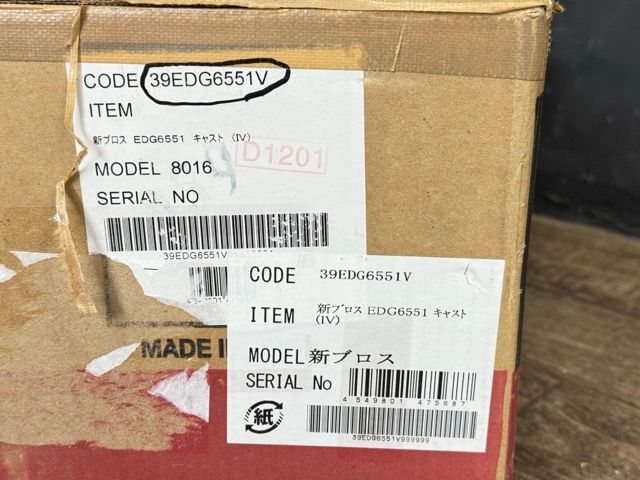 CODE 39EDG6551V
ITEM
新ブロス EDG6551 キャスト (IV)
D1201
MODEL 8016
SERIAL NO
39EDG6551V
CODE 39EDG6551V
ITEM 新ブロス EDG6551 キャスト
(IV)
MODEL 新ブロス
MADE I
SERIAL No
4 549801 475687
紙
39EDG6551V999999